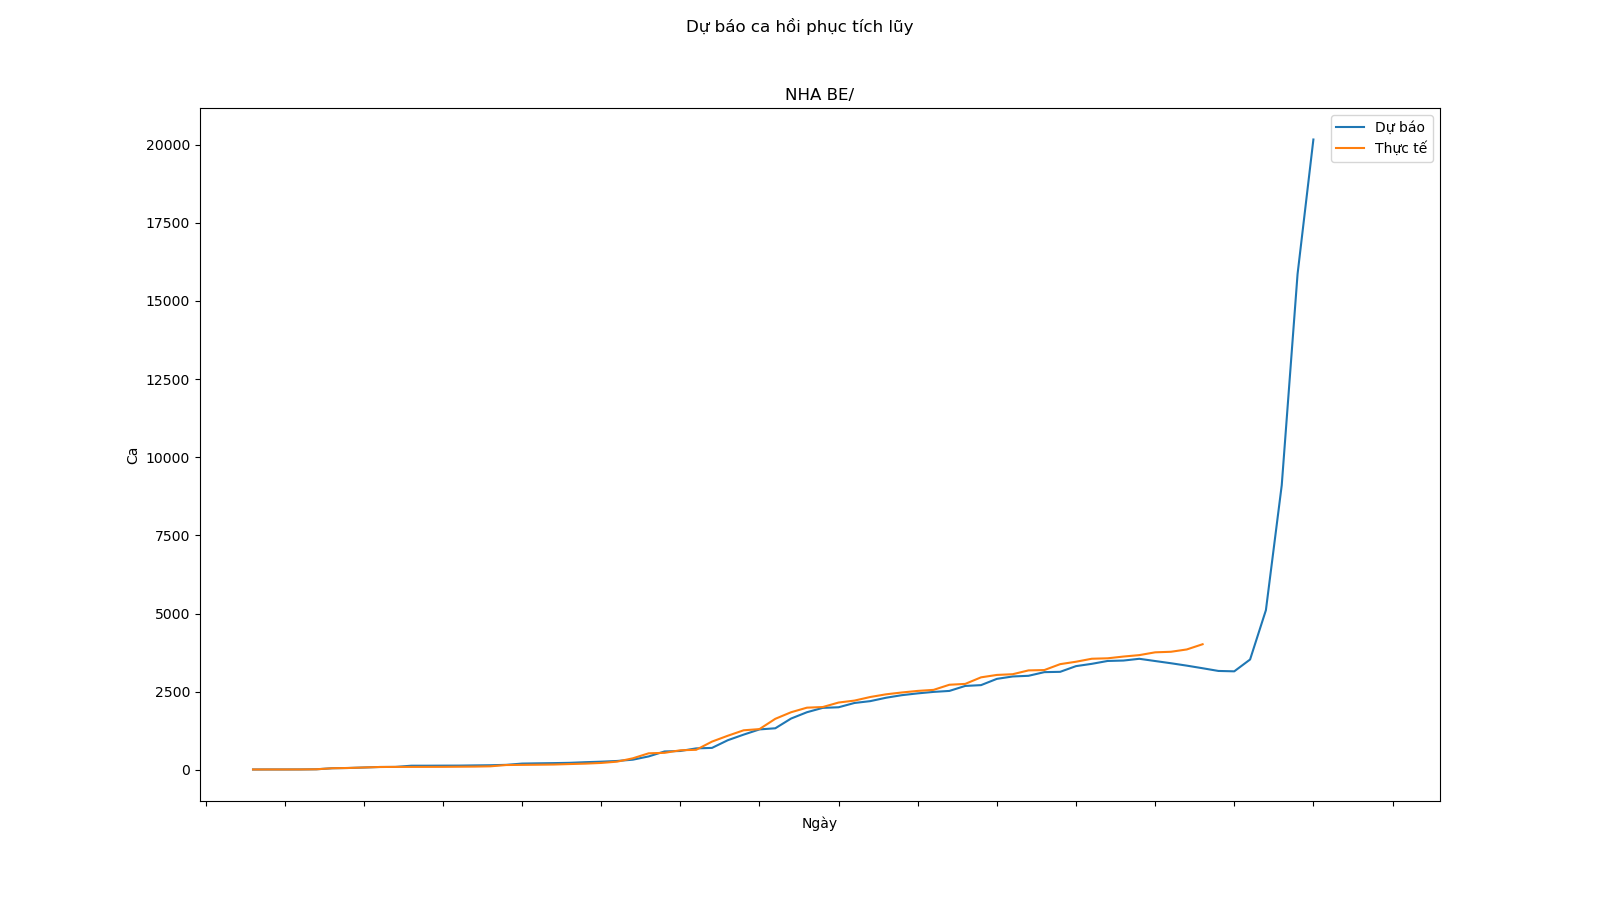 Dự báo ca hồi phục tích lũy
NHA BE/
Dự báo
Thực tế
20000
17500
15000
12500
10000
7500
5000
2500
0
Ca
Ngày